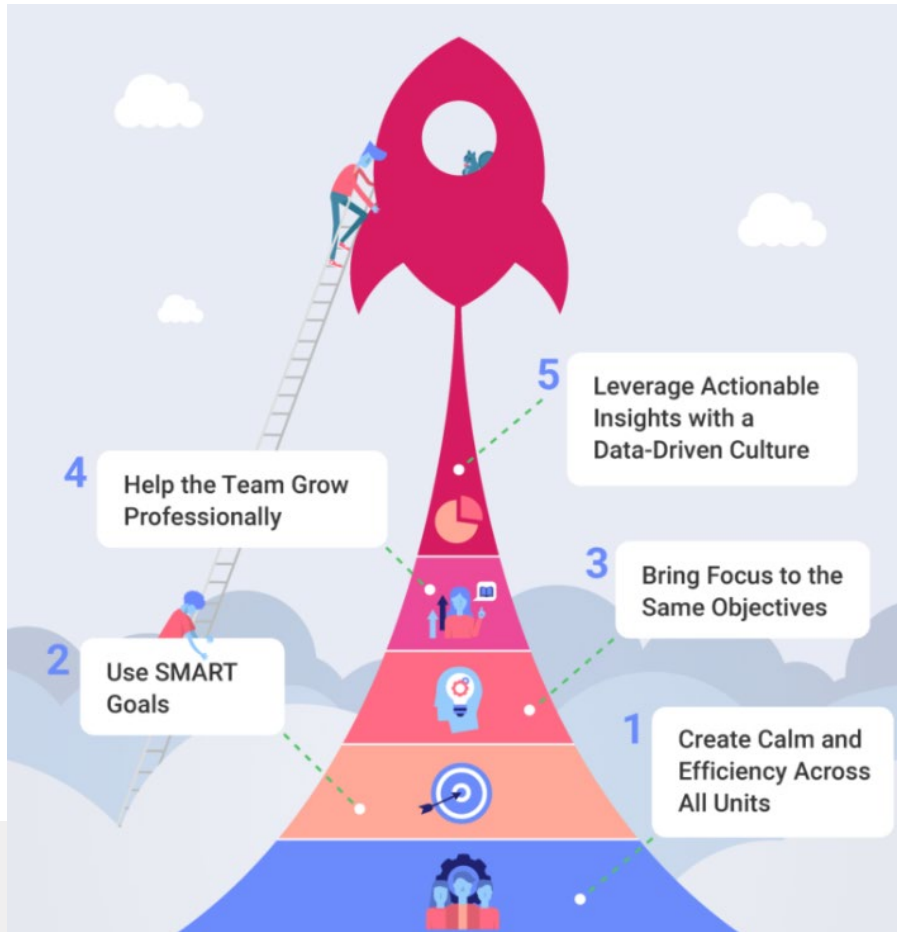 5
Leverage Actionable
Insights with a
Data-Driven Culture
4
Help the Team Grow
Professionally
3
Bring Focus to the
Same Objectives
2
Use SMART
Goals
1
Create Calm and
Efficiency Across
All Units